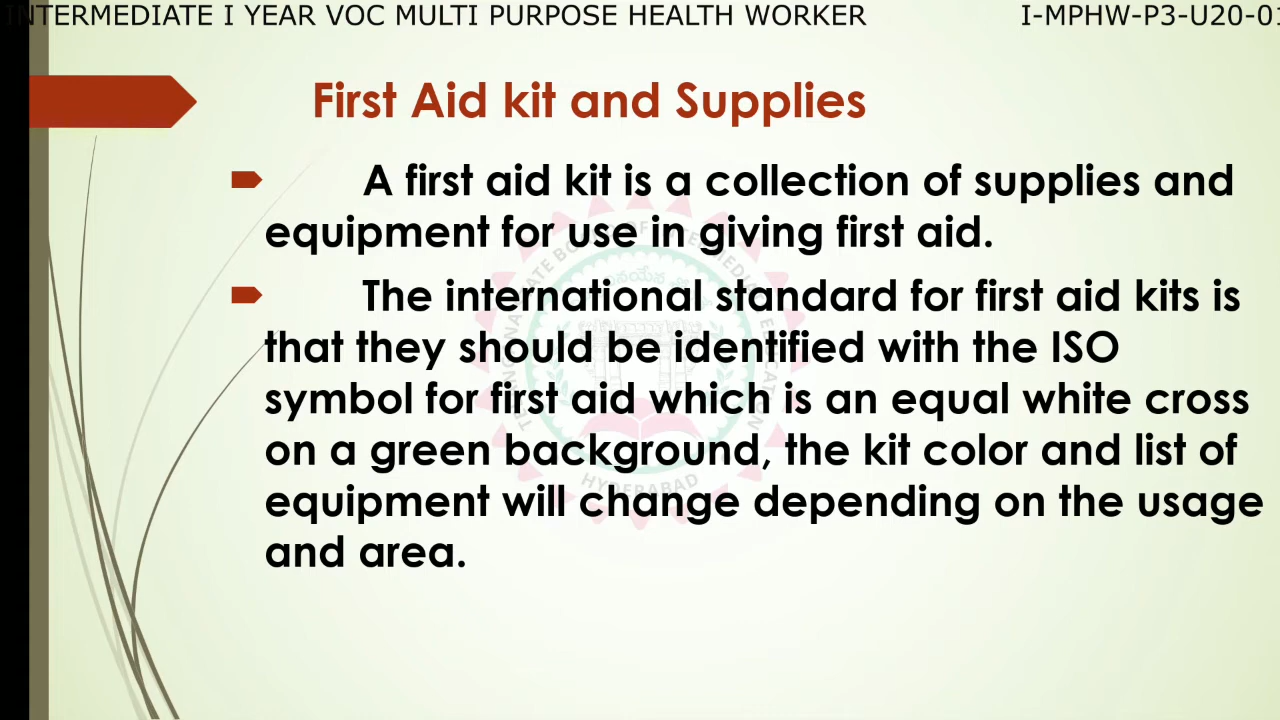 INTERMEDIATE I YEAR VOC MULTI PURPOSE HEALTH WORKER
I-MPHW-P3-U20-01
First Aid kit and Supplies
A first aid kit is a collection of supplies and
equipment for use in giving first aid.
The international standard for first aid kits is
that they should be identified with the ISO
symbol for first aid which is an equal white cross
on a green background, the kit color and list of
equipment will change depending on the usage
and area.
HYDERABAD